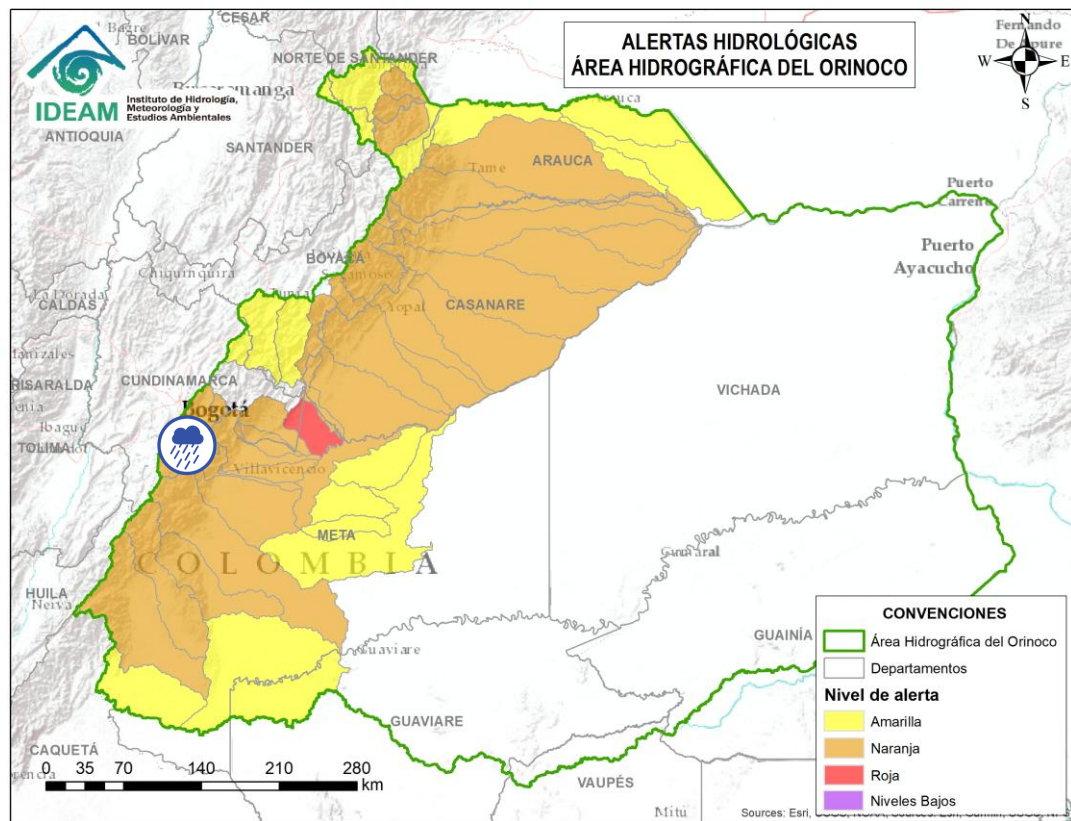 ALERTAS HIDROLÓGICAS
ÁREA HIDROGRÁFICA DEL ORINOCO
IDEAM
Instituto de Hidrología,
Meteorología y
Estudios Ambientales
N
W
E
S
CESAR
BOLÍVAR
NORTE DE SANTANDER
ANTIOQUIA
SANTANDER
ARAUCA
Tame
Puerto
Carreño
Puerto
Ayacucho
BOYACÁ
Chiquinquira
CALDAS
CASANARE
RISARALDA
CUNDINAMARCA
VICHADA
Bogotá
TOLIMA
Villavicencio
META
COLOMBIA
HUILA
GUAINÍA
GUAVIARE
CAQUETÁ
VAUPÉS
Mitú
CONVENCIONES
Área Hidrográfica del Orinoco
Departamentos
Nivel de alerta
Amarilla
Naranja
Roja
Niveles Bajos
0 35 70 140 210 280
km